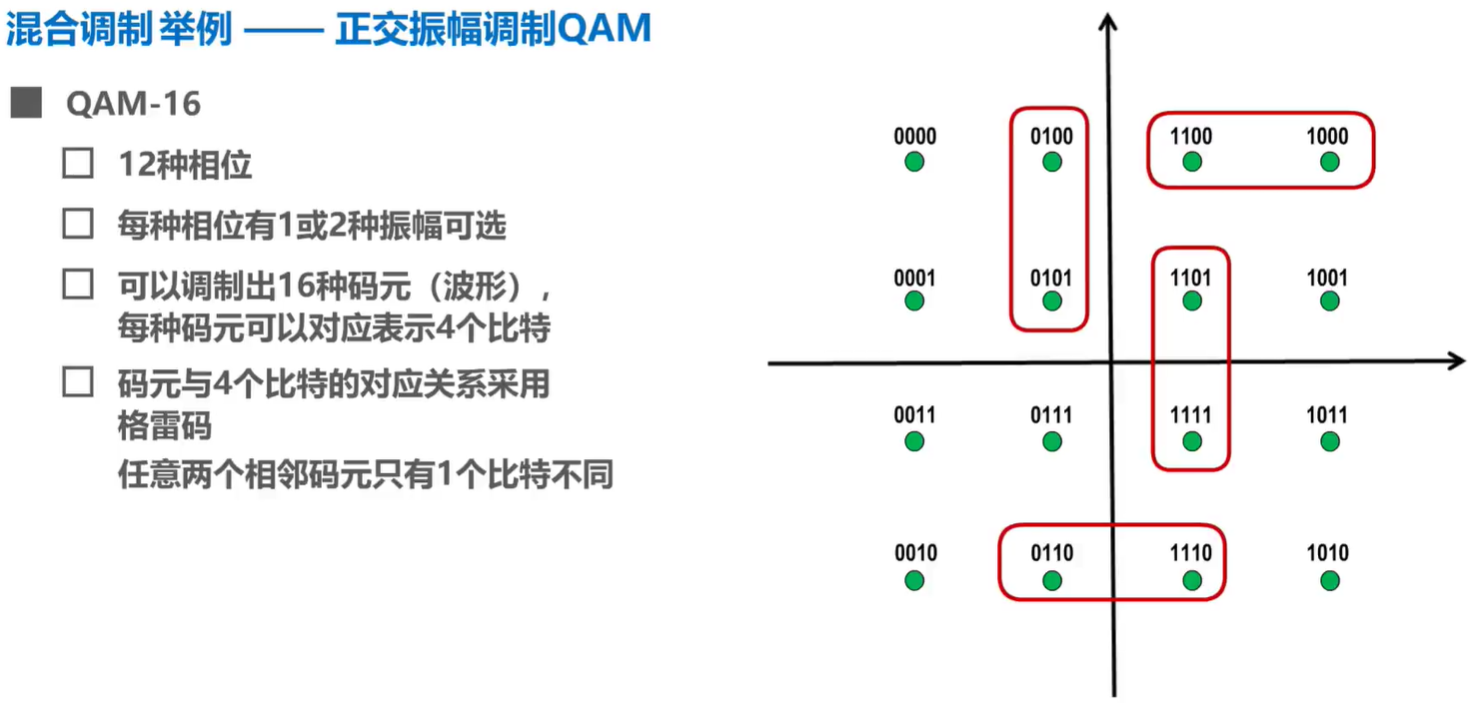 混合调制 举例 —— 正交振幅调制QAM
QAM-16
12种相位
每种相位有1或2种振幅可选
可以调制出16种码元（波形），
每种码元可以对应表示4个比特
码元与4个比特的对应关系采用
格雷码
任意两个相邻码元只有1个比特不同
0000 0100 1100 1000
0001 0101 1101 1001
0011 0111 1111 1011
0010 0110 1110 1010